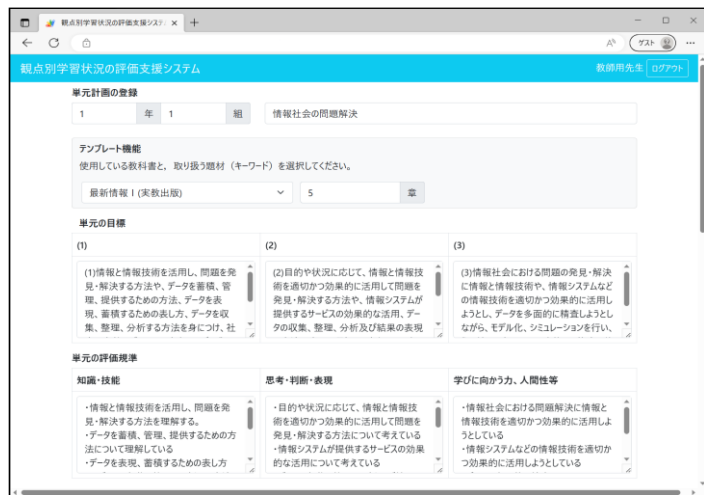 観点別学習状況の評価支援システ
ゲスト
観点別学習状況の評価支援システム
教師用先生 ログアウト
単元計画の登録
1 年 1 組 情報社会の問題解決
テンプレート機能
使用している教科書と、取り扱う題材（キーワード）を選択してください。
最新情報Ⅰ(実教出版) 5 章
単元の目標
(1) (2) (3)
(1)情報と情報技術を活用し、問題を発
見・解決する方法や、データを蓄積、管
理、提供するための方法、データを表
現、蓄積するための表し方、データを収
集、整理、分析する方法を身につけ、社
(2)目的や状況に応じて、情報と情報技
術を適切かつ効果的に活用して問題を
発見・解決する方法や、情報システムが
提供するサービスの効果的な活用、デー
タの収集、整理、分析及び結果の表現
(3)情報社会における問題の発見・解決
に情報と情報技術や、情報システムなど
の情報技術を適切かつ効果的に活用し
ようとし、データを多面的に精査しようとし
ながら、モデル化、シミュレーションを行い、
単元の評価規準
知識・技能 思考・判断・表現 学びに向かう力、人間性等
・情報と情報技術を活用し、問題を発
見・解決する方法を理解する。
・データを蓄積、管理、提供するための方
法について理解している
・データを表現、蓄積するための表し方
・目的や状況に応じて、情報と情報技
術を適切かつ効果的に活用して問題を
発見・解決する方法について考えている
・情報システムが提供するサービスの効果
的な活用について考えている
・情報社会における問題解決に情報と
情報技術を適切かつ効果的に活用しよ
うとしている
・情報システムなどの情報技術を適切か
つ効果的に活用しようとしている